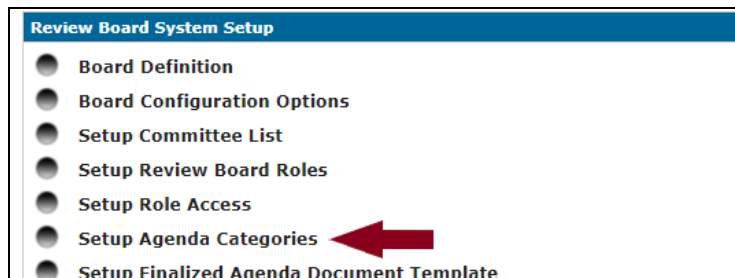 Review Board System Setup
Board Definition
Board Configuration Options
Setup Committee List
Setup Review Board Roles
Setup Role Access
Setup Agenda Categories
Setup Finalized Agenda Document Template